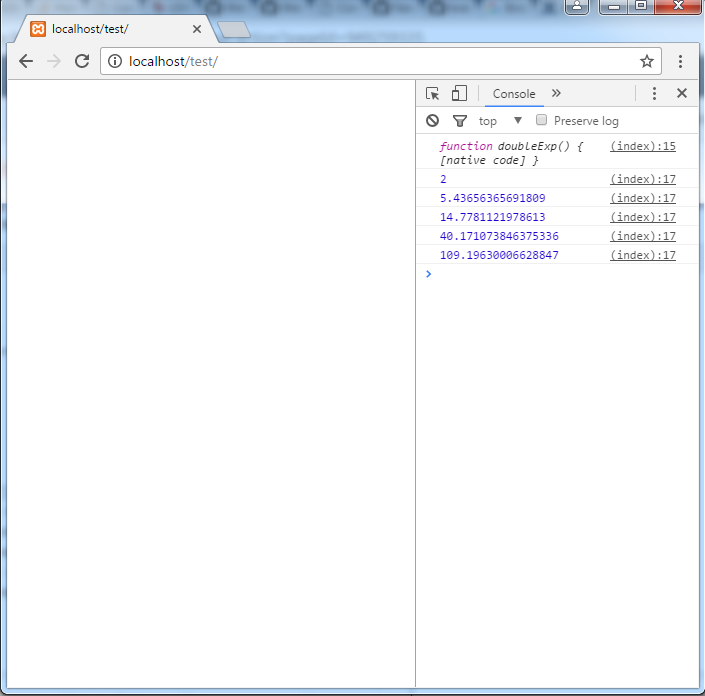 localhost/test/
localhost/test/
Console
top
Preserve log
function doubleExp() { (index):15
[native code] }
2 (index):17
5.43656365691809 (index):17
14.7781121978613 (index):17
40.171073846375336 (index):17
109.19630006628847 (index):17